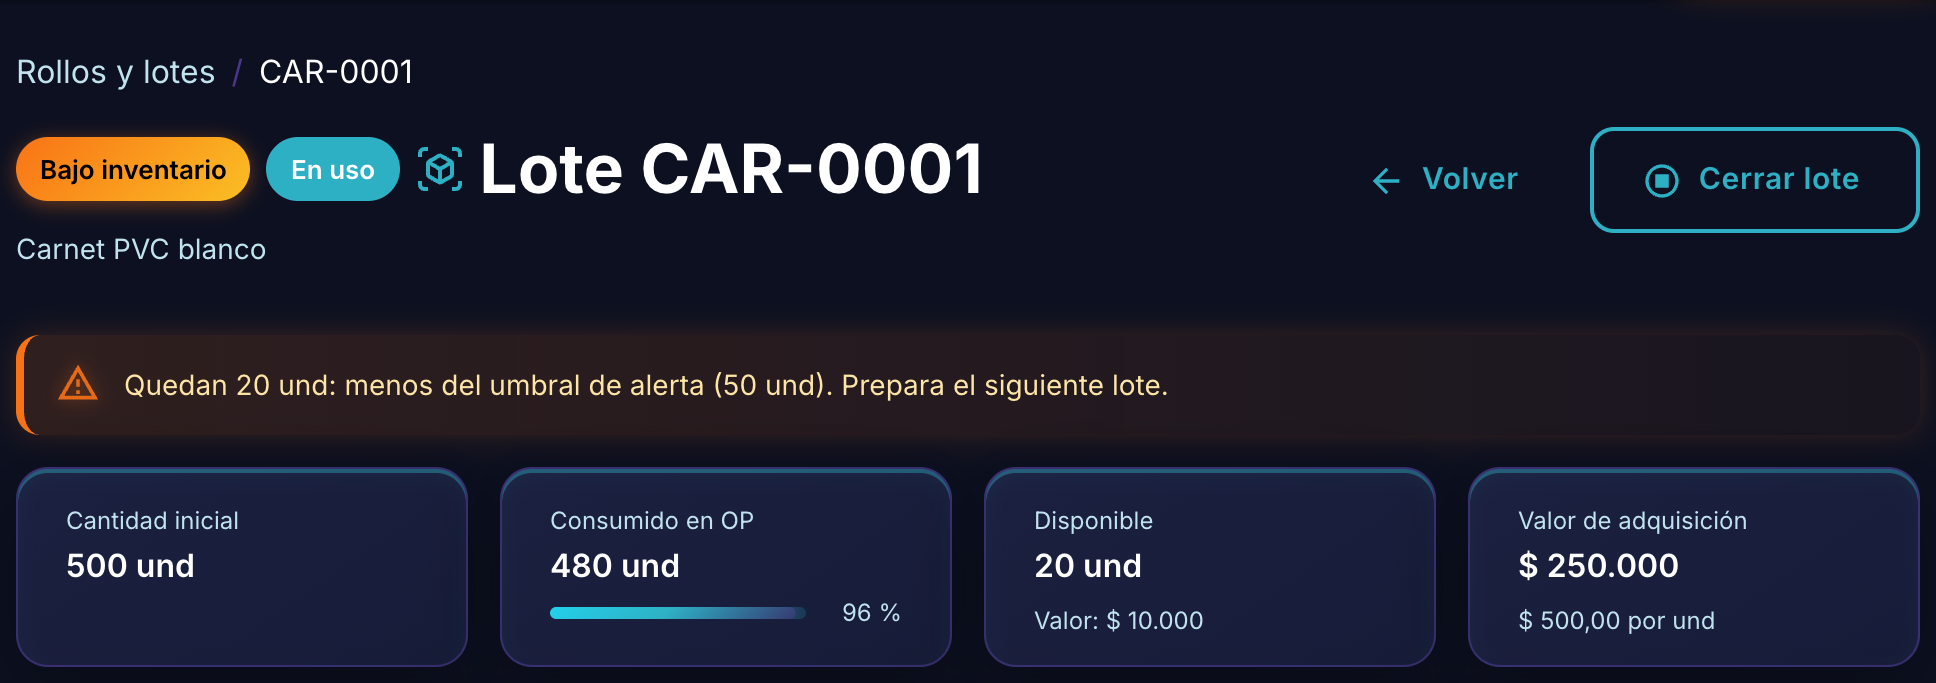 Rollos y lotes / CAR-0001
Bajo inventario En uso Lote CAR-0001
Volver
Cerrar lote
Carnet PVC blanco
Quedan 20 und: menos del umbral de alerta (50 und). Prepara el siguiente lote.
Cantidad inicial
500 und
Consumido en OP
480 und
96 %
Disponible
20 und
Valor: $ 10.000
Valor de adquisición
$ 250.000
$ 500,00 por und